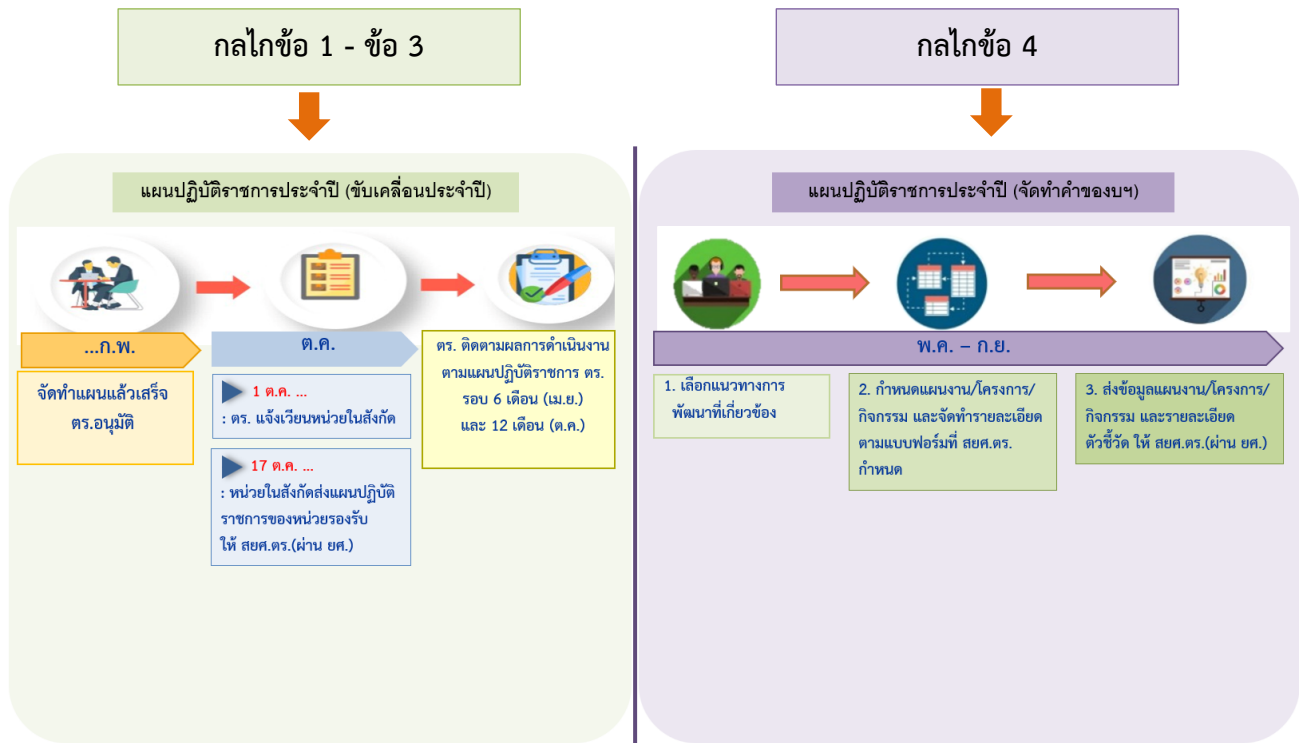 กลไกข้อ 1 - ข้อ 3
แผนปฏิบัติราชการประจำปี (ขับเคลื่อนประจำปี)
...ก.พ.
จัดทำแผนแล้วเสร็จ
ตร.อนุมัติ
ต.ค.
1 ต.ค. ...
: ตร. แจ้งเวียนหน่วยในสังกัด
17 ต.ค. ...
: หน่วยในสังกัดส่งแผนปฏิบัติ
ราชการของหน่วยรองรับ
ให้ สยศ.ตร.(ผ่าน ยศ.)
ตร. ติดตามผลการดำเนินงาน
ตามแผนปฏิบัติราชการ ตร.
รอบ 6 เดือน (เม.ย.)
และ 12 เดือน (ต.ค.)
กลไกข้อ 4
แผนปฏิบัติราชการประจำปี (จัดทำคำของบฯ)
พ.ค. – ก.ย.
1. เลือกแนวทางการ
พัฒนาที่เกี่ยวข้อง
2. กำหนดแผนงาน/โครงการ/
กิจกรรม และจัดทำรายละเอียด
ตามแบบฟอร์มที่ สยศ.ตร.
กำหนด
3. ส่งข้อมูลแผนงาน/โครงการ/
กิจกรรม และรายละเอียด
ตัวชี้วัด ให้ สยศ.ตร.(ผ่าน ยศ.)